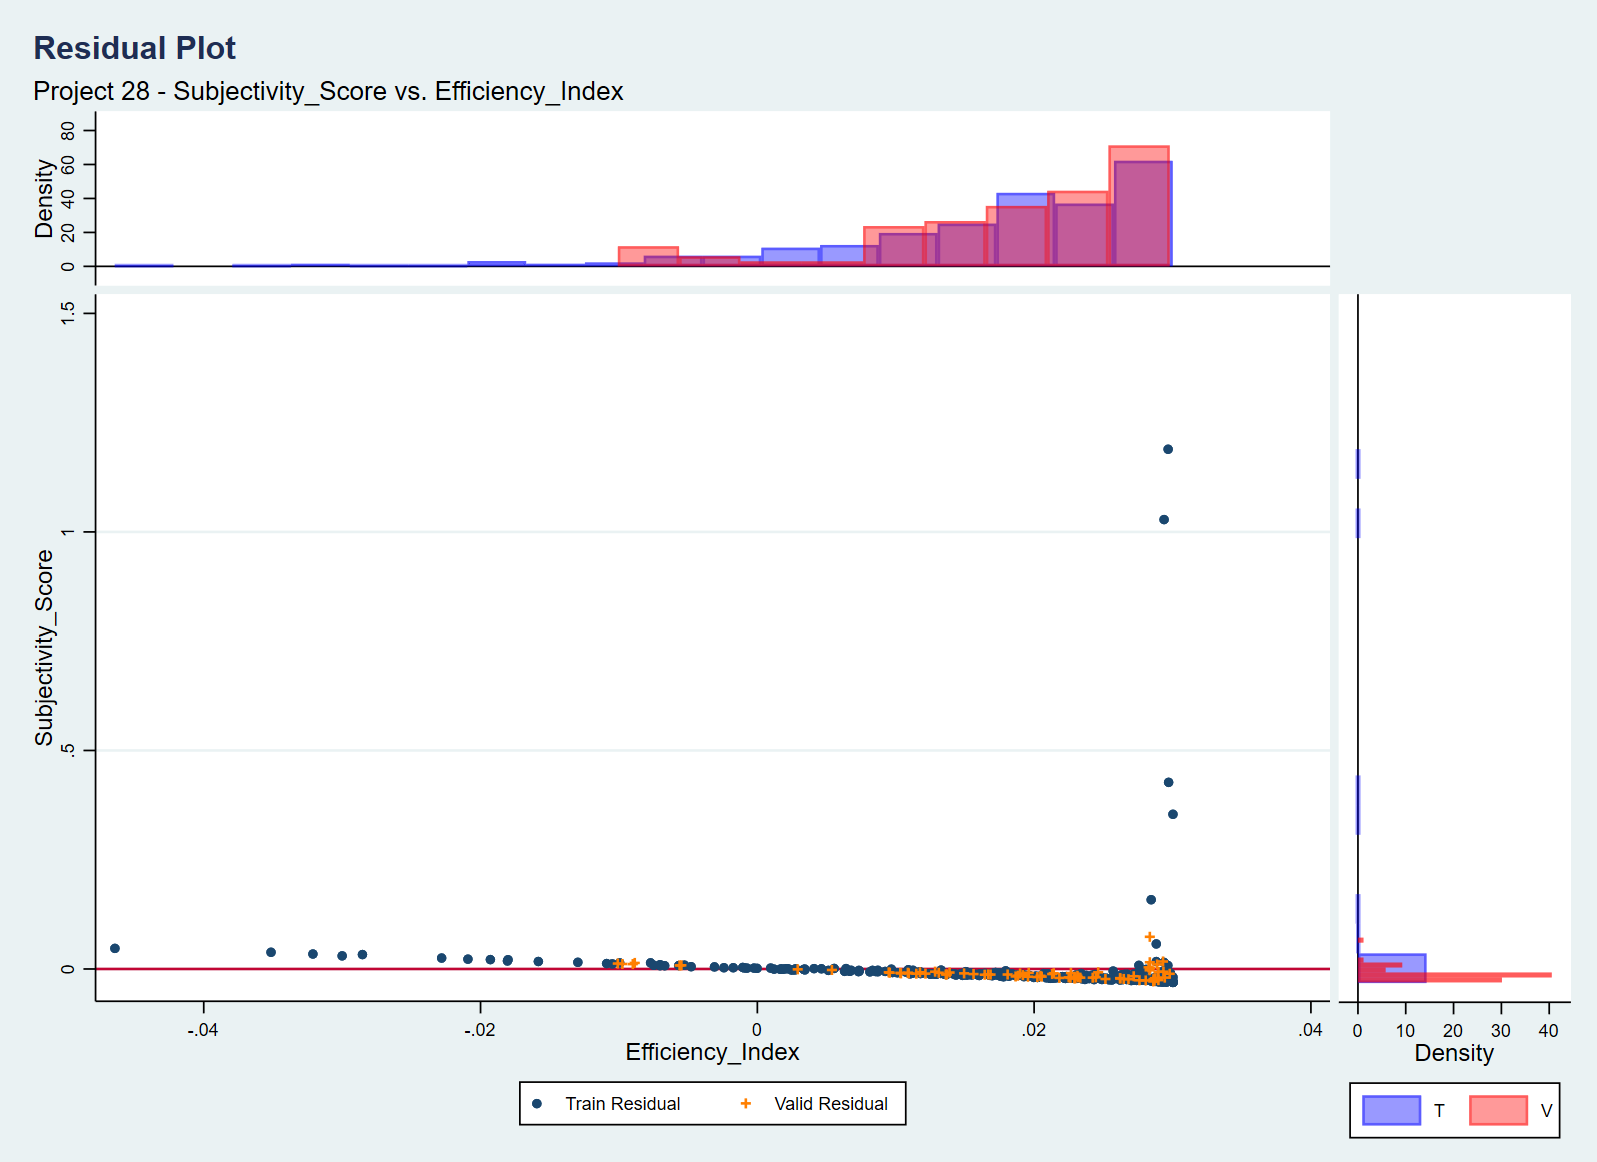 Residual Plot
Project 28 - Subjectivity_Score vs. Efficiency_Index
Density
0 20 40 60 80
Subjectivity_Score
0 .5 1 1.5
-.04 -.02 0 .02 .04
Efficiency_Index
0 10 20 30 40
Density
Train Residual Valid Residual
T V